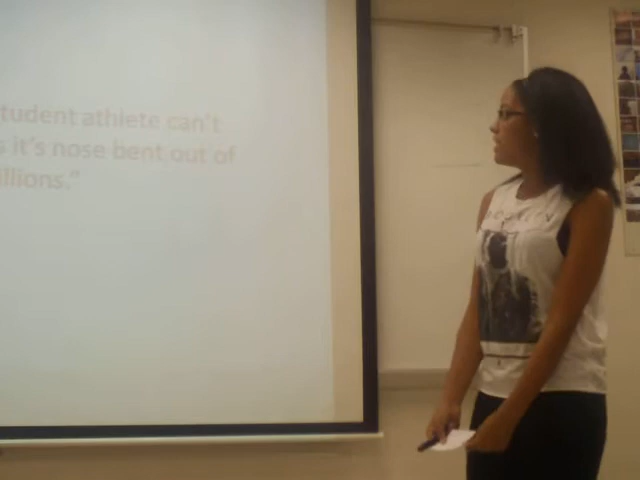 tudent athlete can't
s it's nose bent out of
illions."